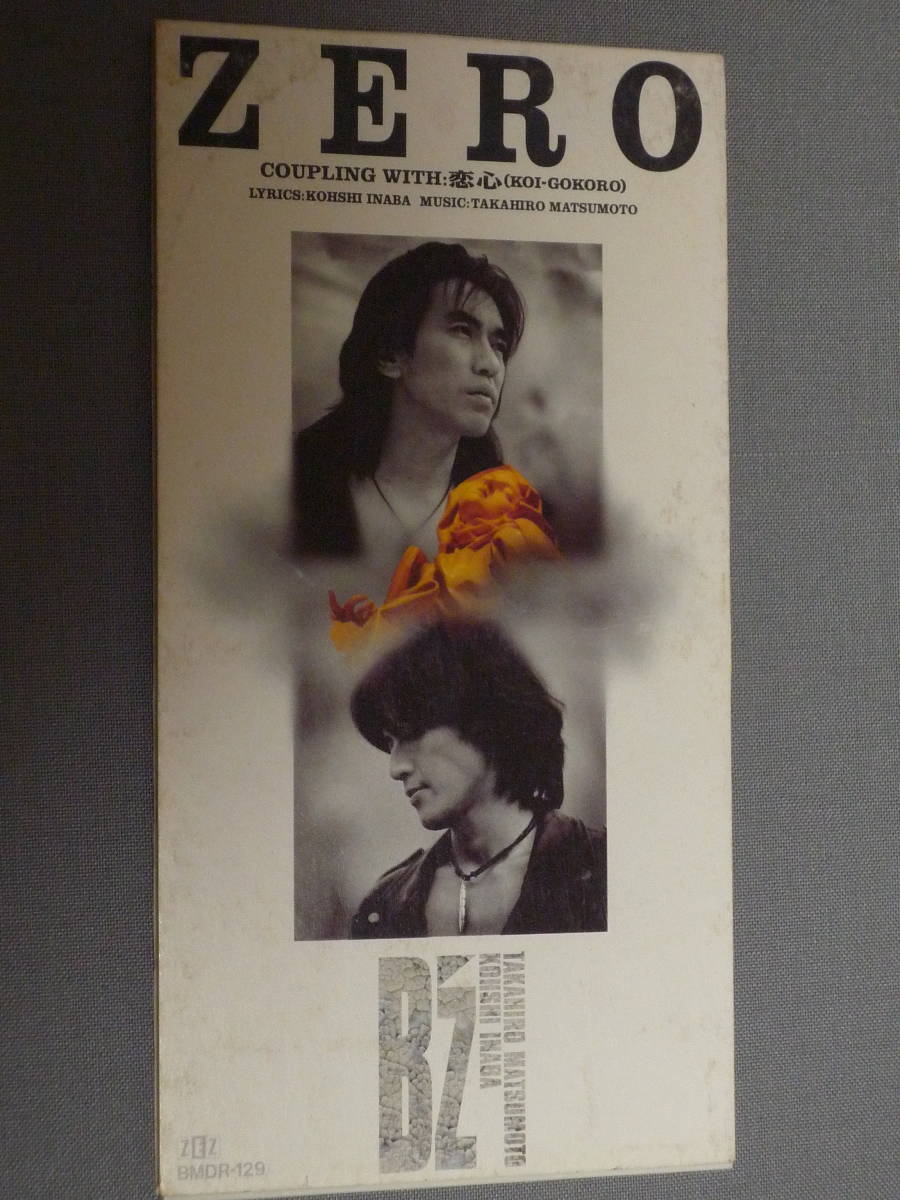 ZERO
COUPLING WITH:恋心(KOI-GOKORO)
LYRICS:KOHSHI INABA MUSIC:TAKAHIRO MATSUMOTO
B'z
TAKAHIRO MATSUMOTO
KOHSHI INABA
ZEZ
BMDR-129